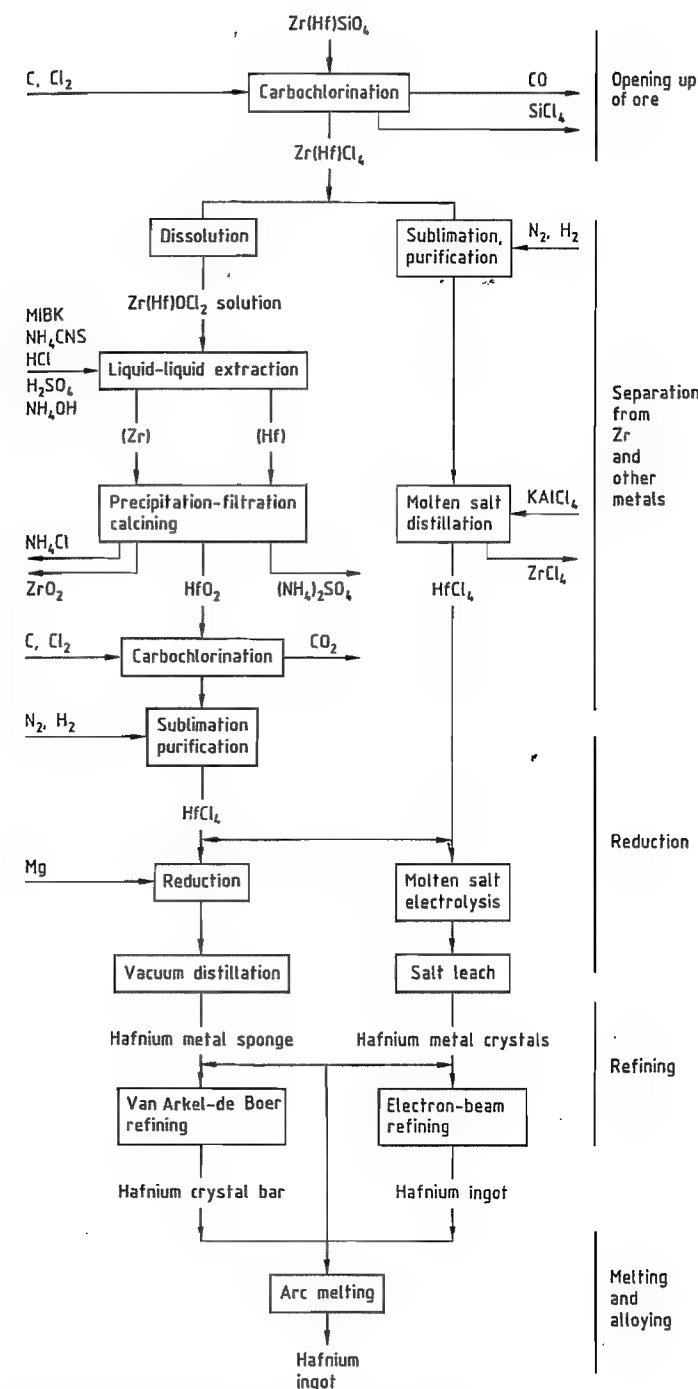 Zr(Hf)SiO₄
C, Cl₂
Carbochlorination
CO
SiCl₄
Opening up
of ore
Zr(Hf)Cl₄
Dissolution
Sublimation,
purification
N₂, H₂
Zr(Hf)OCl₂ solution
MIBK
NH₄CNS
HCl
H₂SO₄
NH₄OH
Liquid-liquid extraction
(Zr)
(Hf)
Separation
from
Zr
and
other
metals
Precipitation-filtration
calcining
Molten salt
distillation
KAlCl₄
NH₄Cl
ZrO₂
HfO₂
(NH₄)₂SO₄
HfCl₄
ZrCl₄
C, Cl₂
Carbochlorination
CO₂
N₂, H₂
Sublimation
purification
HfCl₄
Reduction
Mg
Reduction
Molten salt
electrolysis
Vacuum distillation
Salt leach
Hafnium metal sponge
Hafnium metal crystals
Refining
Van Arkel-de Boer
refining
Electron-beam
refining
Hafnium crystal bar
Hafnium ingot
Arc melting
Melting
and
alloying
Hafnium
ingot